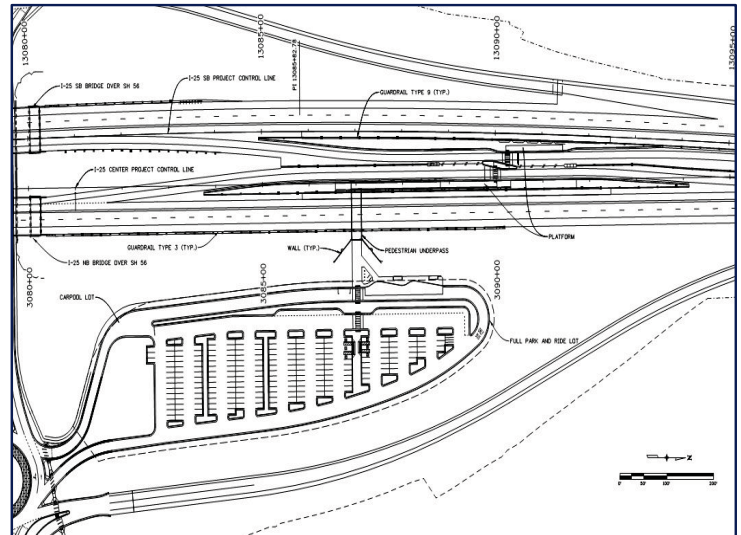 13080+00
13085+00
PI 13085+82.78
13090+00
13095+00
I-25 SB BRIDGE OVER SH 56
I-25 SB PROJECT CONTROL LINE
GUARDRAIL TYPE 9 (TYP.)
I-25 CENTER PROJECT CONTROL LINE
PLATFORM
GUARDRAIL TYPE 3 (TYP.)
WALL (TYP.)
PEDESTRIAN UNDERPASS
I-25 NB BRIDGE OVER SH 56
3080+00
3085+00
3090+00
CARPOOL LOT
FULL PARK AND RIDE LOT
N
0'
50'
100'
200'